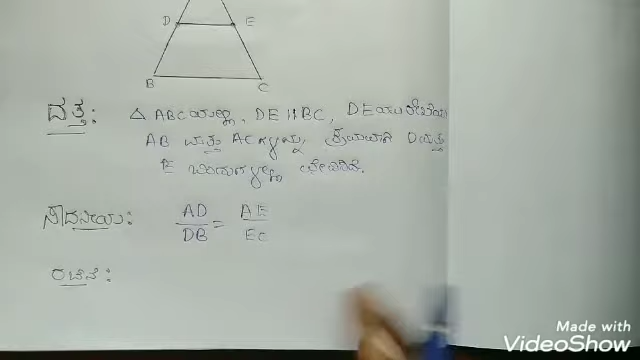 D E
B C
ದತ್ತ: △ ABCಯಲ್ಲಿ, DE ∥ BC, DEಯು ರೇಖೆಯು
AB ಮತ್ತು ACಗಳನ್ನು ಕ್ರಮವಾಗಿ D ಮತ್ತು
E ಬಿಂದುಗಳಲ್ಲಿ ಛೇದಿಸಿದೆ.
ಸಾಧನೀಯ: AD/DB = AE/EC
ರಚನೆ:
Made with
VideoShow